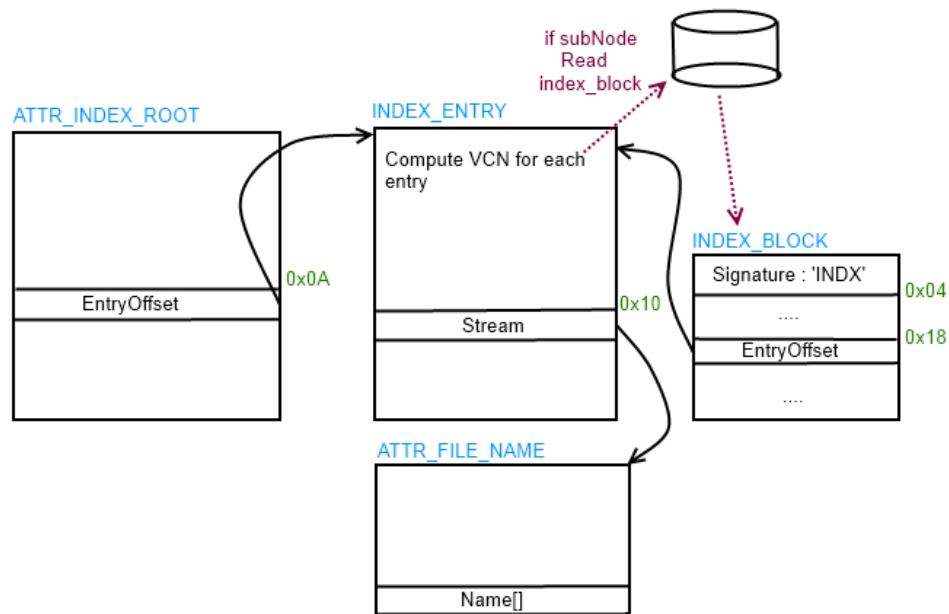 if subNode
Read
index_block
ATTR_INDEX_ROOT
EntryOffset
0x0A
INDEX_ENTRY
Compute VCN for each
entry
0x10
Stream
INDEX_BLOCK
Signature : 'INDX'
0x04
....
0x18
EntryOffset
....
ATTR_FILE_NAME
Name[]